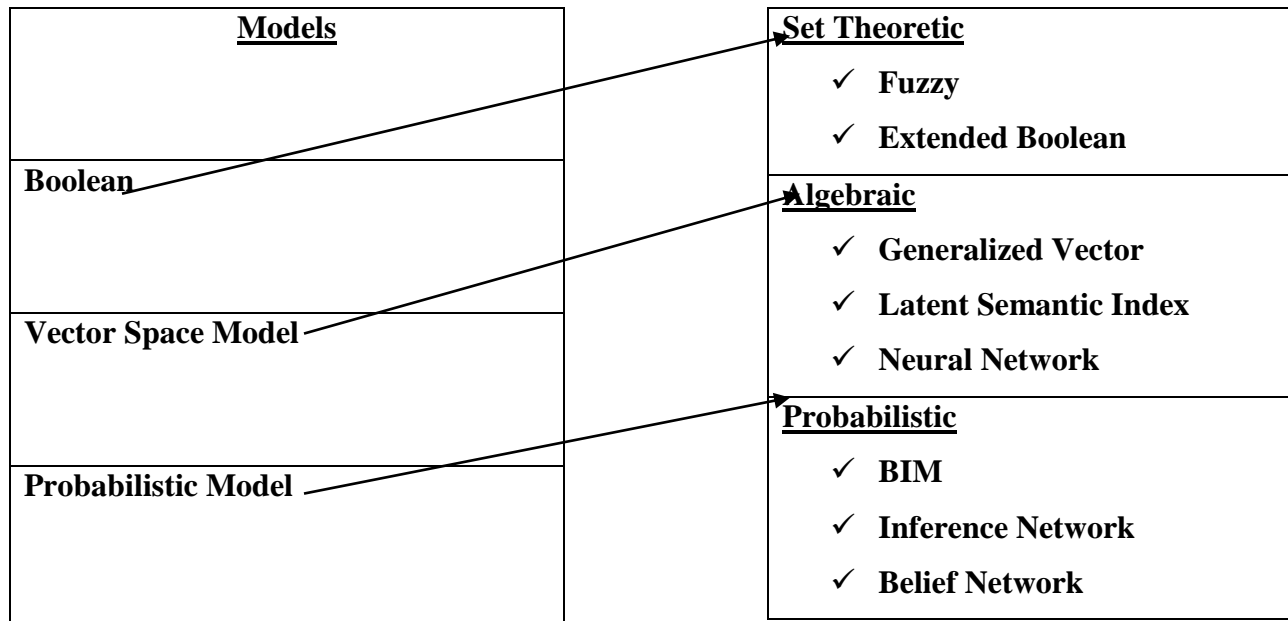 Models
Boolean
Vector Space Model
Probabilistic Model
Set Theoretic
✓ Fuzzy
✓ Extended Boolean
Algebraic
✓ Generalized Vector
✓ Latent Semantic Index
✓ Neural Network
Probabilistic
✓ BIM
✓ Inference Network
✓ Belief Network